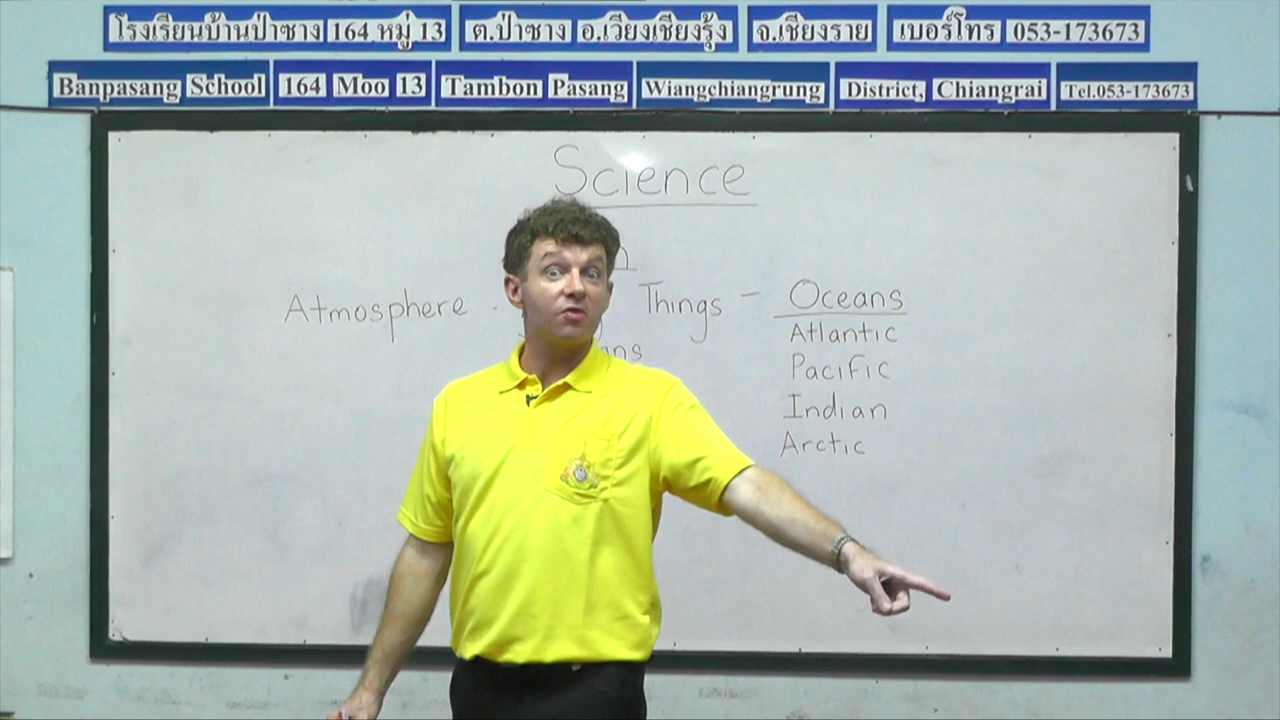 โรงเรียนบ้านป่าซาง 164 หมู่ 13 ต.ป่าซาง อ.เวียงเชียงรุ้ง จ.เชียงราย เบอร์โทร 053-173673
Banpasang School 164 Moo 13 Tambon Pasang Wiangchiangrung District, Chiangrai Tel.053-173673
Science
Atmosphere Things - Oceans
Atlantic
Pacific
Indian
Arctic